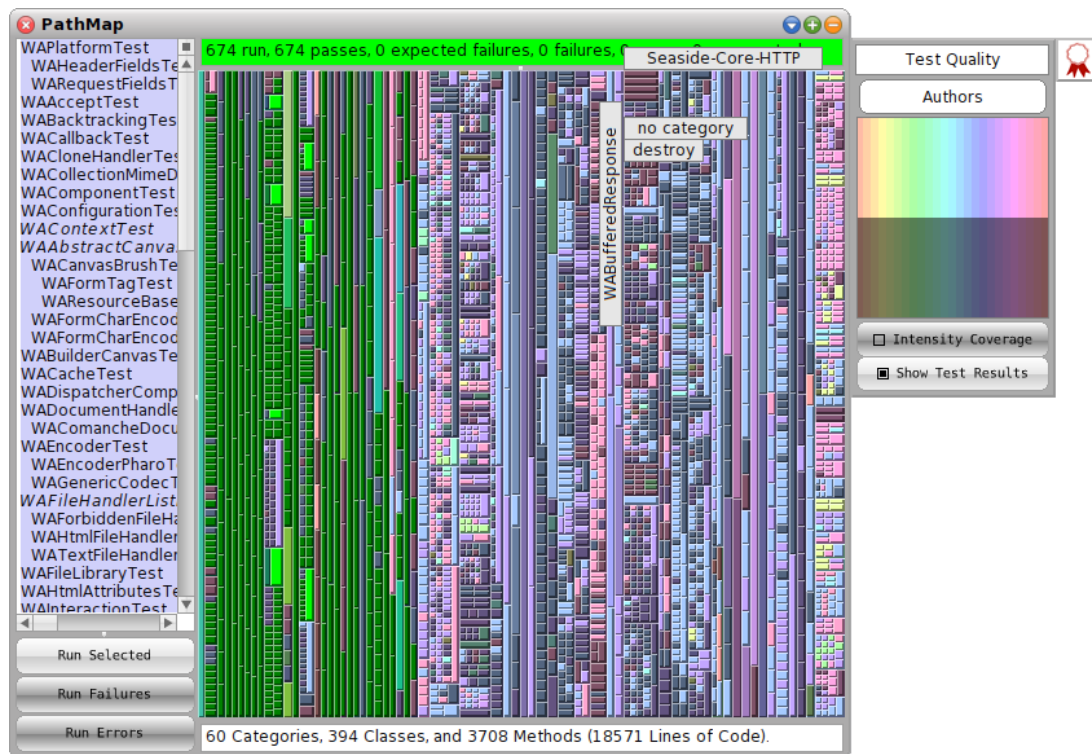 PathMap
WAPlatformTest
WAHeaderFieldsTe
WARequestFieldsT
WAAcceptTest
WABacktrackingTes
WACallbackTest
WACloneHandlerTes
WACollectionMimeD
WAComponentTest
WAConfigurationTes
WAContextTest
WAAbstractCanva
WACanvasBrushTe
WAFormTagTest
WAResourceBase
WAFormCharEncod
WAFormCharEncod
WABuilderCanvasTe
WACacheTest
WADispatcherComp
WADocumentHandle
WAComancheDocu
WAEncoderTest
WAEncoderPharoT
WAGenericCodecT
WAFileHandlerListi
WAForbiddenFileHa
WAHtmlFileHandler
WATextFileHandler
WAFileLibraryTest
WAHtmlAttributesTe
WAInteractionTest
Run Selected
Run Failures
Run Errors
674 run, 674 passes, 0 expected failures, 0 failures,
Seaside-Core-HTTP
no category
destroy
WABufferedResponse
60 Categories, 394 Classes, and 3708 Methods (18571 Lines of Code).
Test Quality
Authors
Intensity Coverage
Show Test Results